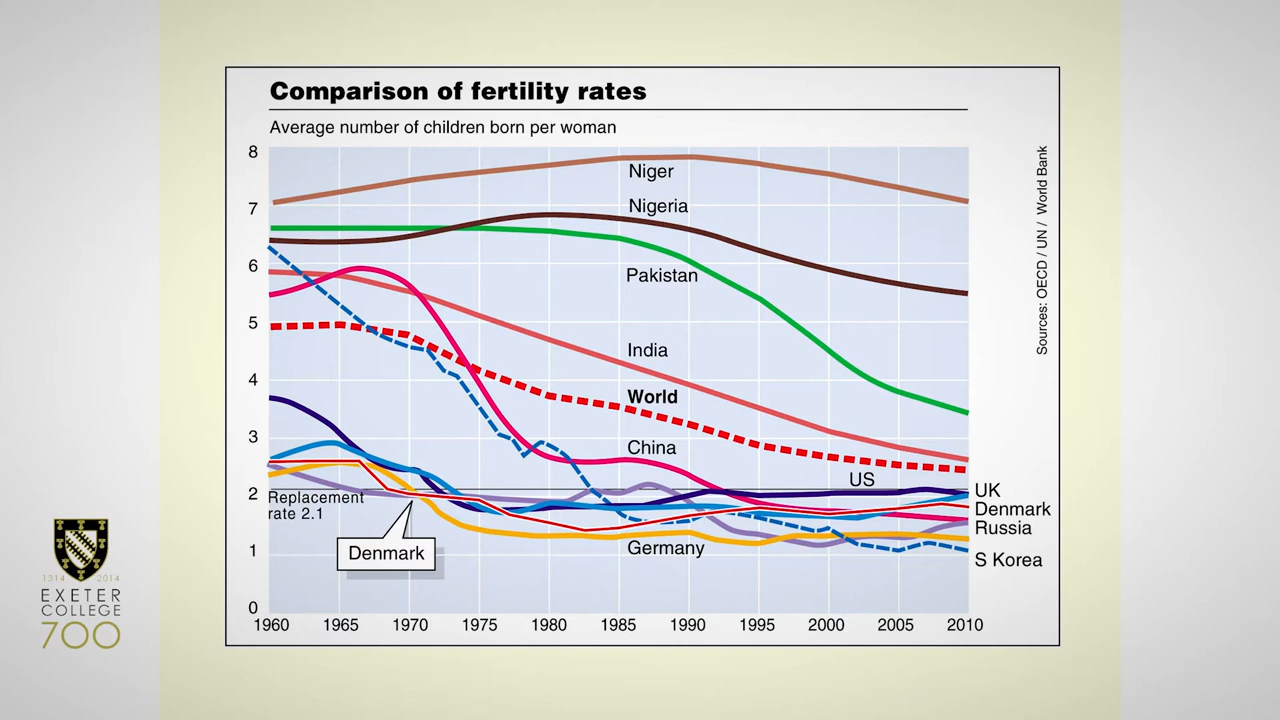 Comparison of fertility rates
Average number of children born per woman
8
7
6
5
4
3
2
1
0
1960 1965 1970 1975 1980 1985 1990 1995 2000 2005 2010
Niger
Nigeria
Pakistan
India
World
China
US
Replacement
rate 2.1
Denmark
Germany
UK
Denmark
Russia
S Korea
Sources: OECD / UN / World Bank
1314 2014
EXETER
COLLEGE
700